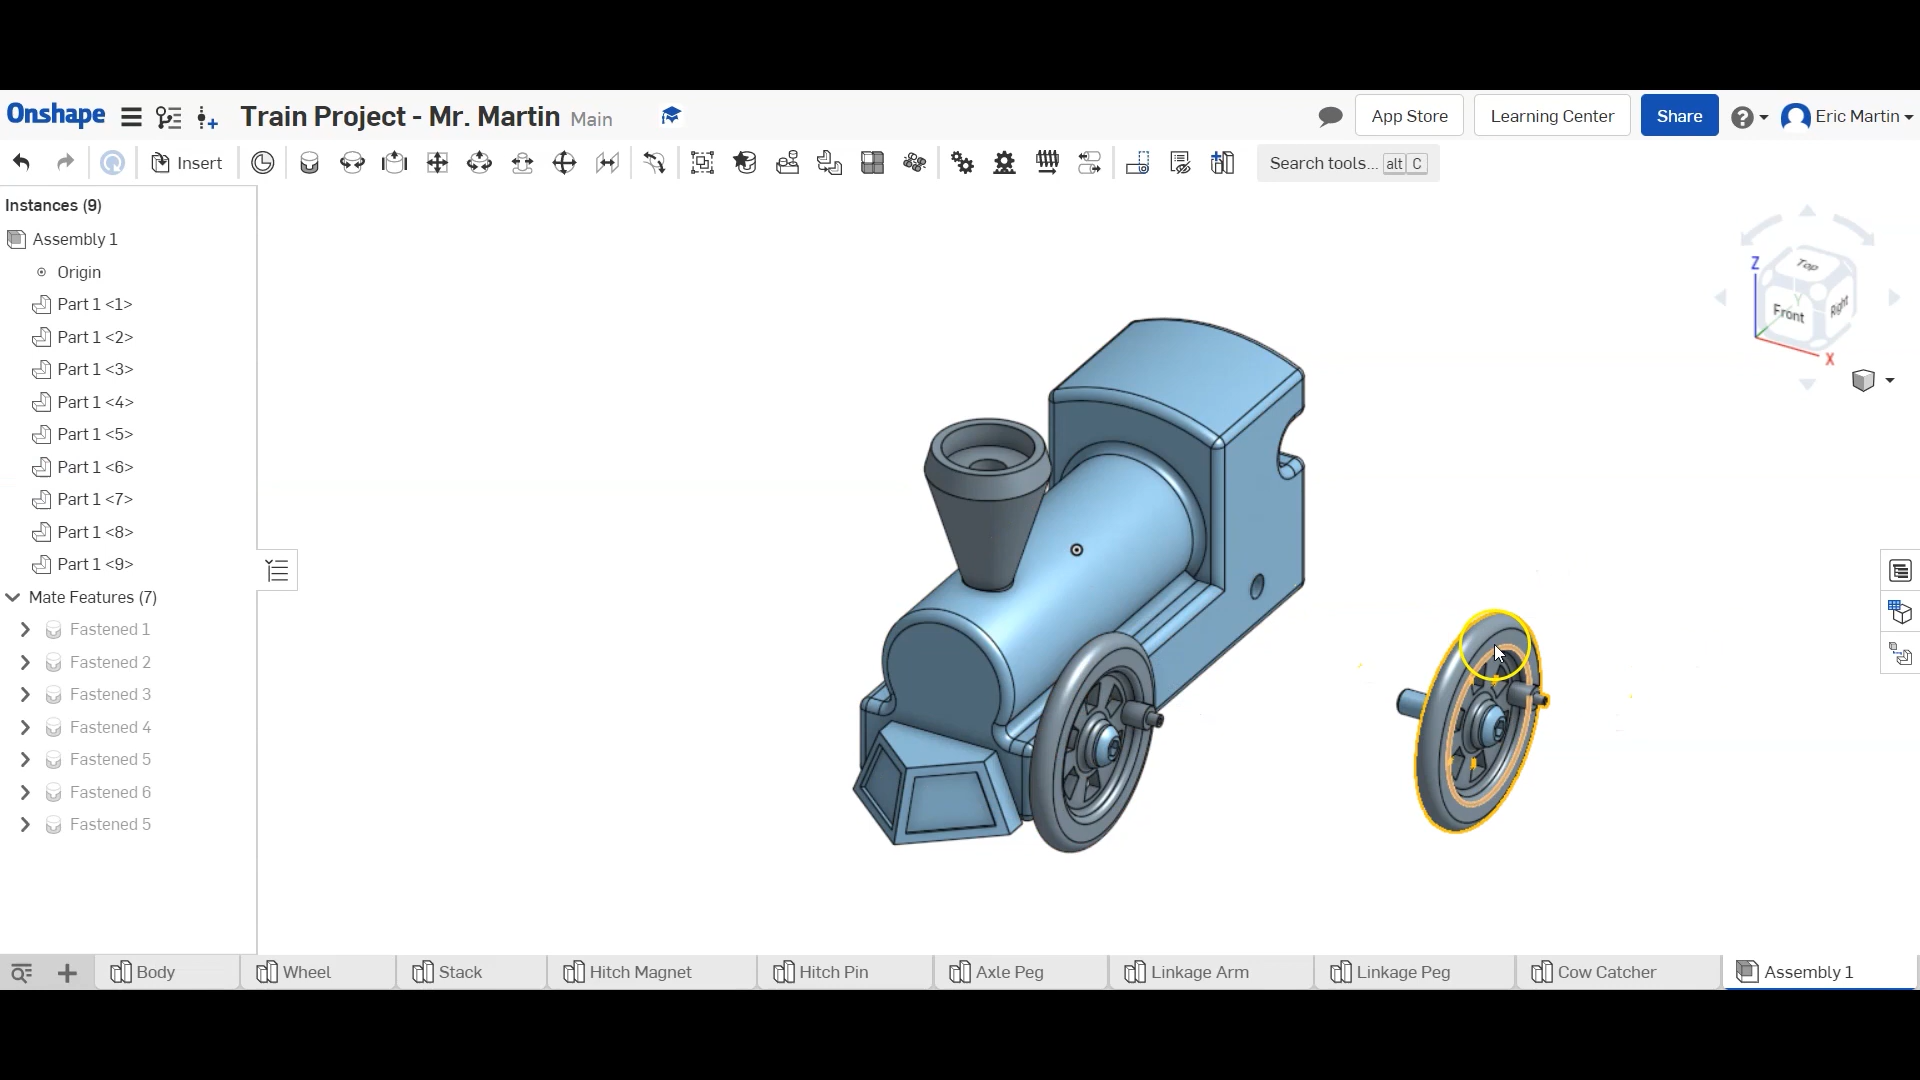 Onshape Train Project - Mr. Martin Main App Store Learning Center Share Eric Martin
Insert Search tools... alt C
Instances (9)
Assembly 1
Origin
Part 1 <1>
Part 1 <2>
Part 1 <3>
Part 1 <4>
Part 1 <5>
Part 1 <6>
Part 1 <7>
Part 1 <8>
Part 1 <9>
Mate Features (7)
Fastened 1
Fastened 2
Fastened 3
Fastened 4
Fastened 5
Fastened 6
Fastened 5
Z
Top
Y
Front
Right
X
Body Wheel Stack Hitch Magnet Hitch Pin Axle Peg Linkage Arm Linkage Peg Cow Catcher Assembly 1